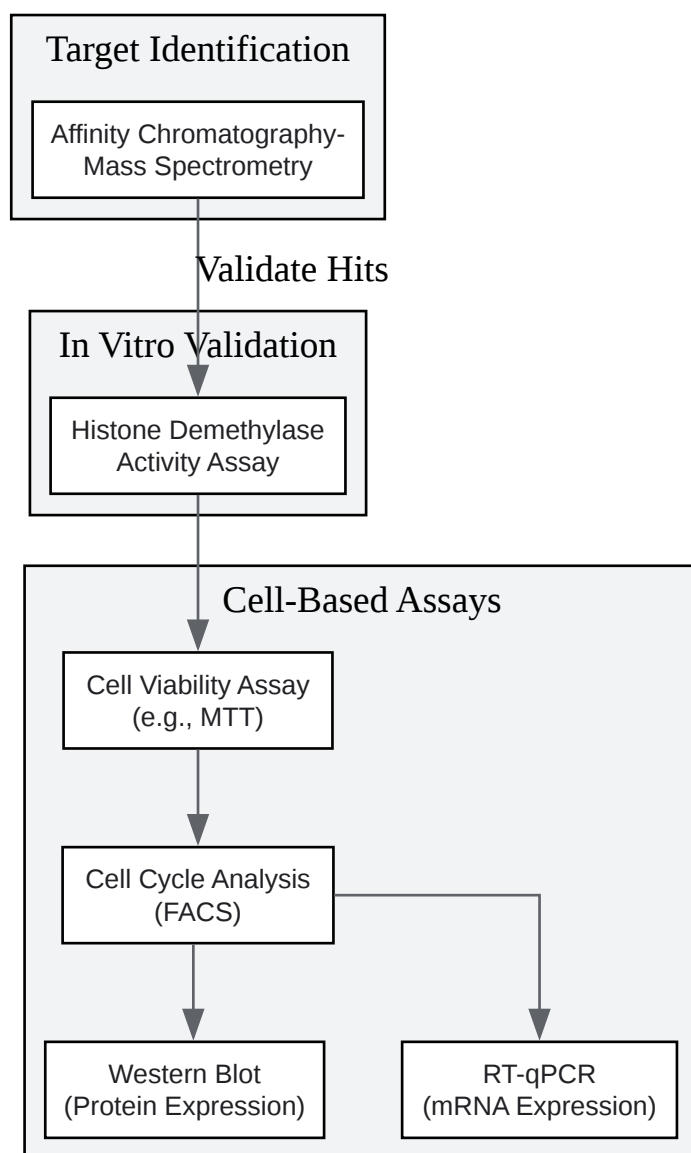 Target Identification
Affinity Chromatography-
Mass Spectrometry
Validate Hits
In Vitro Validation
Histone Demethylase
Activity Assay
Cell-Based Assays
Cell Viability Assay
(e.g., MTT)
Cell Cycle Analysis
(FACS)
Western Blot
(Protein Expression)
RT-qPCR
(mRNA Expression)